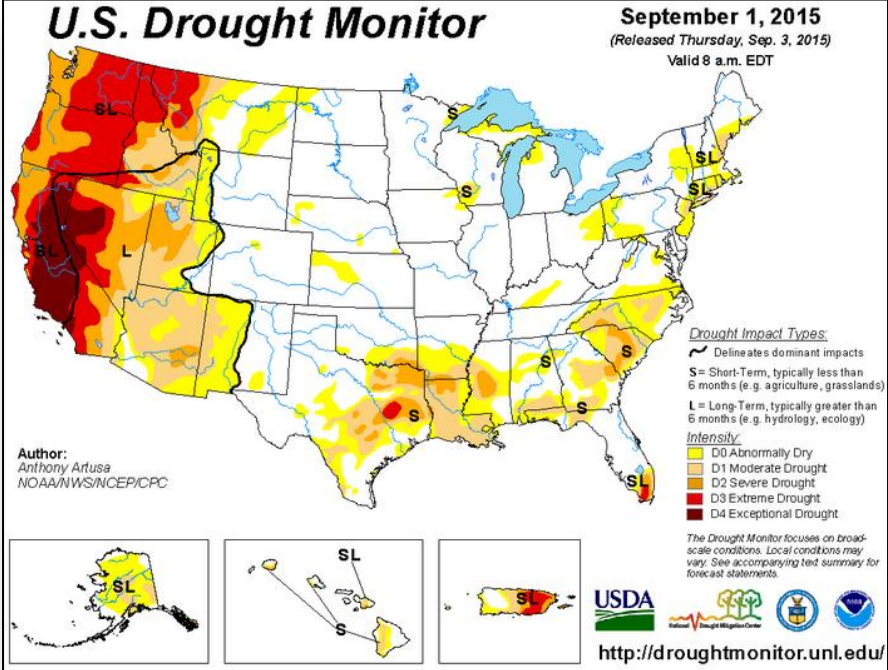 U.S. Drought Monitor
September 1, 2015
(Released Thursday, Sep. 3, 2015)
Valid 8 a.m. EDT
S
SL
SL
S
SL
SL
L
S
S
S
S
SL
Drought Impact Types:
Delineates dominant impacts
S = Short-Term, typically less than
6 months (e.g. agriculture, grasslands)
L = Long-Term, typically greater than
6 months (e.g. hydrology, ecology)
Intensity:
D0 Abnormally Dry
D1 Moderate Drought
D2 Severe Drought
D3 Extreme Drought
D4 Exceptional Drought
Author:
Anthony Artusa
NOAA/NWS/NCEP/CPC
The Drought Monitor focuses on broad-
scale conditions. Local conditions may
vary. See accompanying text summary for
forecast statements.
SL
SL
S
SL
USDA
National Drought Mitigation Center
http://droughtmonitor.unl.edu/